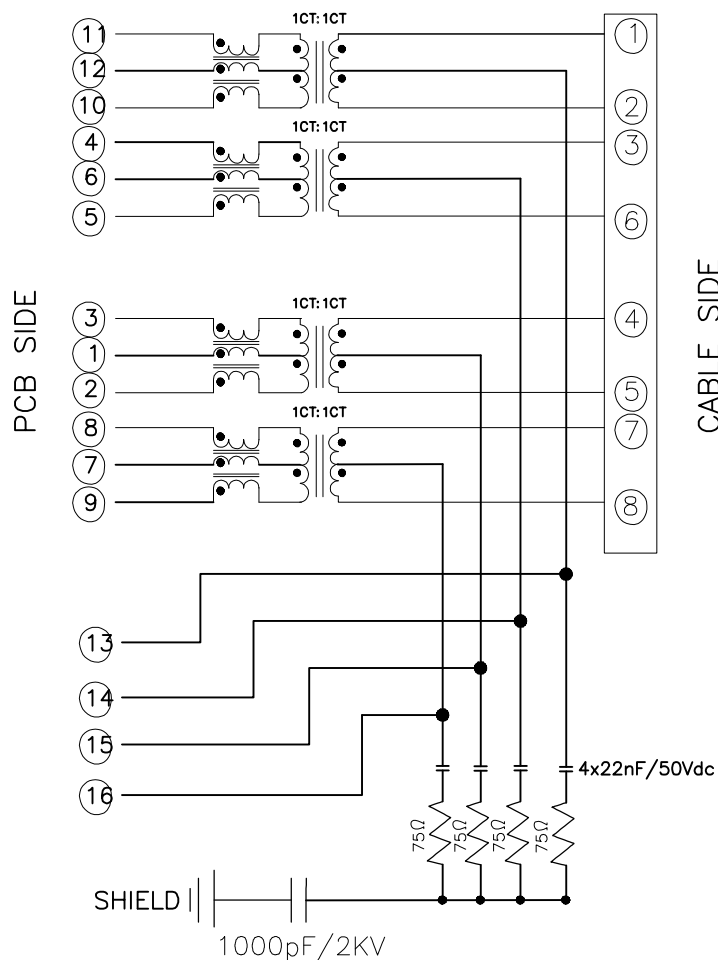 1CT:1CT
11
1
12
10
2
1CT:1CT
4
3
6
5
6
PCB SIDE
CABLE SIDE
1CT:1CT
3
4
1
2
5
1CT:1CT
8
7
7
9
8
13
14
15
16
4x22nF/50Vdc
75Ω
75Ω
75Ω
75Ω
SHIELD
1000pF/2KV